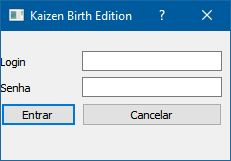 Kaizen Birth Edition ?
Login
Senha
Entrar Cancelar